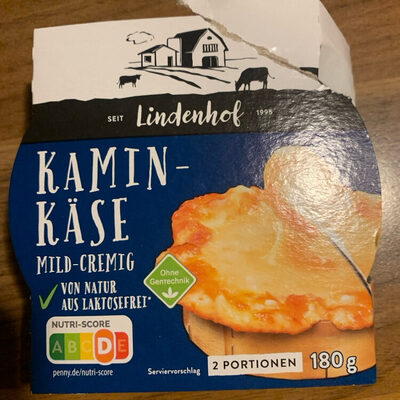 SEIT Lindenhof 1995
KAMIN-
KÄSE
MILD-CREMIG
✓ VON NATUR
AUS LAKTOSEFREI*
Ohne
Gentechnik
NUTRI-SCORE
A B C D E
penny.de/nutri-score
Serviervorschlag
2 PORTIONEN 180g